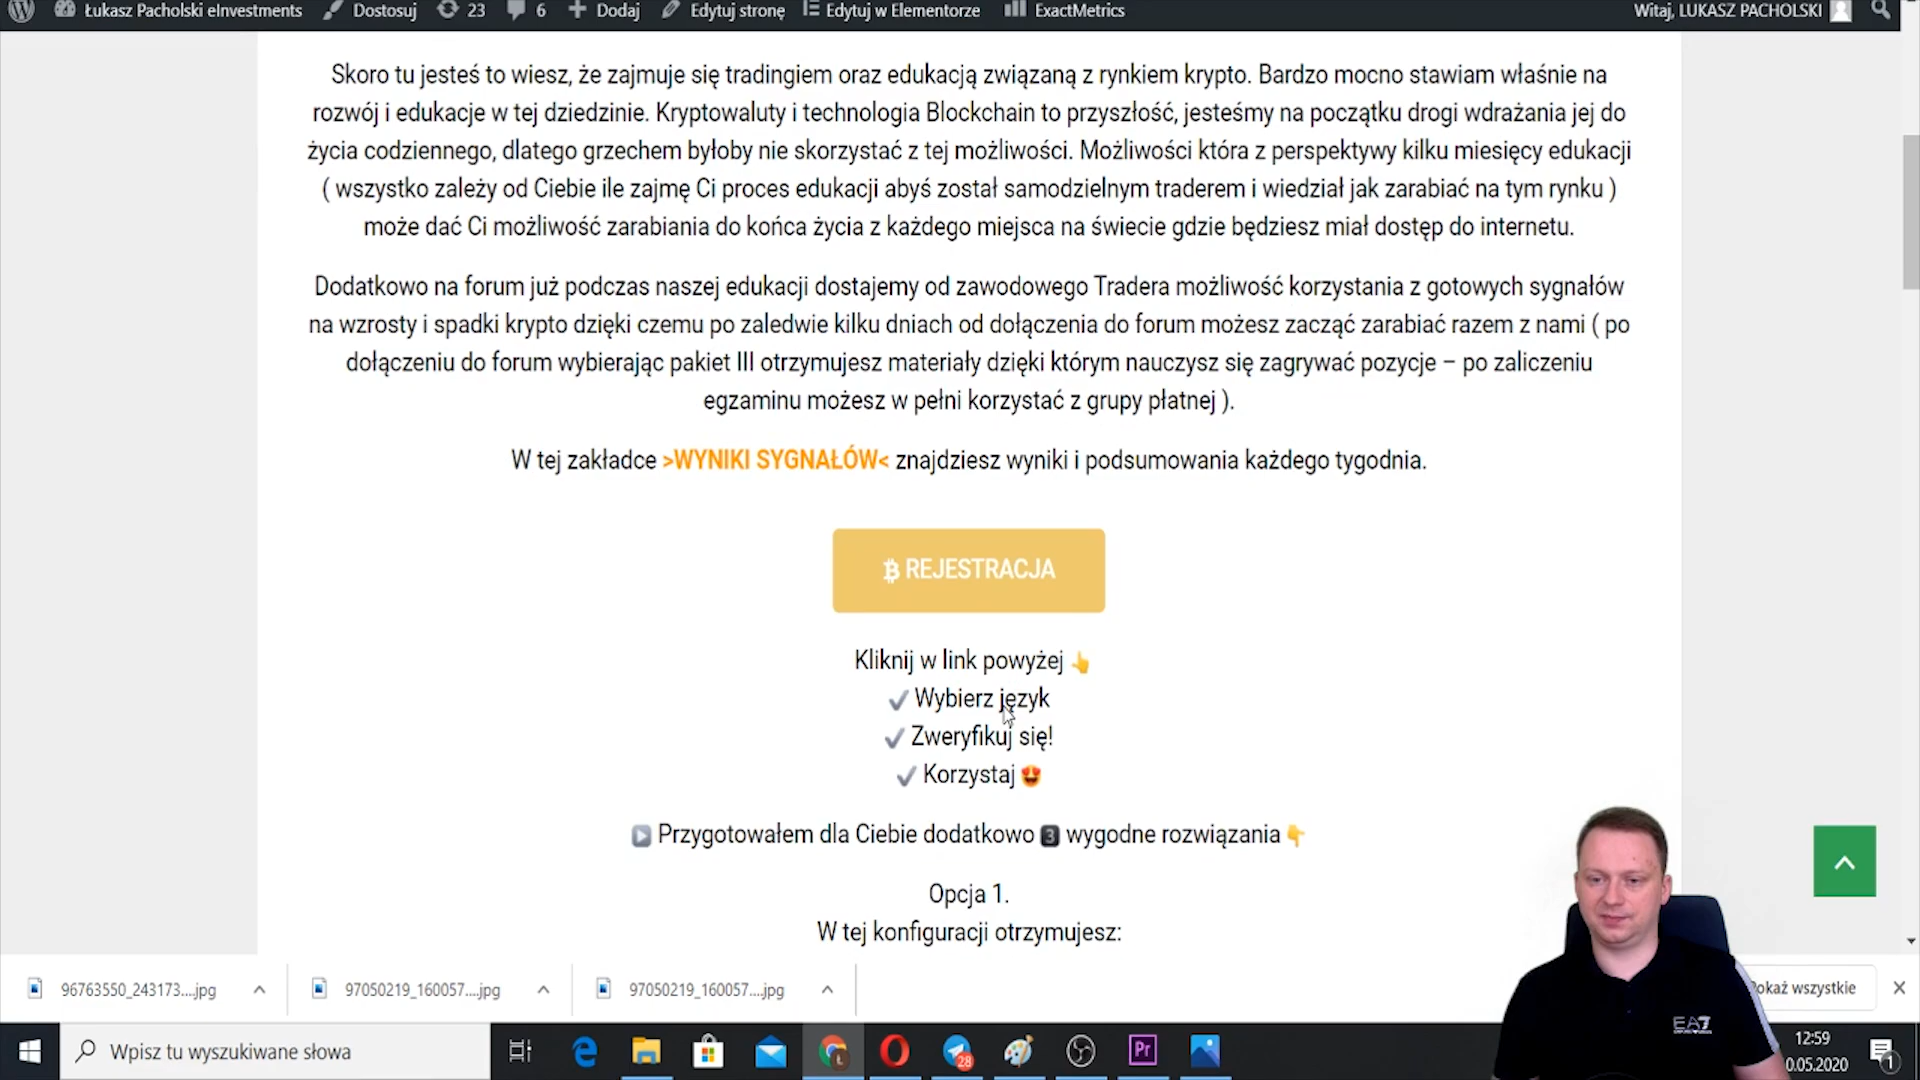 Łukasz Pacholski eInvestments Dostosuj 23 6 Dodaj Edytuj stronę Edytuj w Elementorze ExactMetrics Witaj, LUKASZ PACHOLSKI
Skoro tu jesteś to wiesz, że zajmuje się tradingiem oraz edukacją związaną z rynkiem krypto. Bardzo mocno stawiam właśnie na
rozwój i edukacje w tej dziedzinie. Kryptowaluty i technologia Blockchain to przyszłość, jesteśmy na początku drogi wdrażania jej do
życia codziennego, dlatego grzechem byłoby nie skorzystać z tej możliwości. Możliwości która z perspektywy kilku miesięcy edukacji
( wszystko zależy od Ciebie ile zajmę Ci proces edukacji abyś został samodzielnym traderem i wiedział jak zarabiać na tym rynku )
może dać Ci możliwość zarabiania do końca życia z każdego miejsca na świecie gdzie będziesz miał dostęp do internetu.
Dodatkowo na forum już podczas naszej edukacji dostajemy od zawodowego Tradera możliwość korzystania z gotowych sygnałów
na wzrosty i spadki krypto dzięki czemu po zaledwie kilku dniach od dołączenia do forum możesz zacząć zarabiać razem z nami ( po
dołączeniu do forum wybierając pakiet III otrzymujesz materiały dzięki którym nauczysz się zagrywać pozycje – po zaliczeniu
egzaminu możesz w pełni korzystać z grupy płatnej ).
W tej zakładce >WYNIKI SYGNAŁÓW< znajdziesz wyniki i podsumowania każdego tygodnia.
₿ REJESTRACJA
Kliknij w link powyżej 👆
✔ Wybierz język
✔ Zweryfikuj się!
✔ Korzystaj 😍
▶ Przygotowałem dla Ciebie dodatkowo 3 wygodne rozwiązania 👇
Opcja 1.
W tej konfiguracji otrzymujesz:
96763550_243173....jpg 97050219_160057....jpg 97050219_160057....jpg Pokaż wszystkie
EA7
Wpisz tu wyszukiwane słowa 28 Pr 12:59
0.05.2020 1